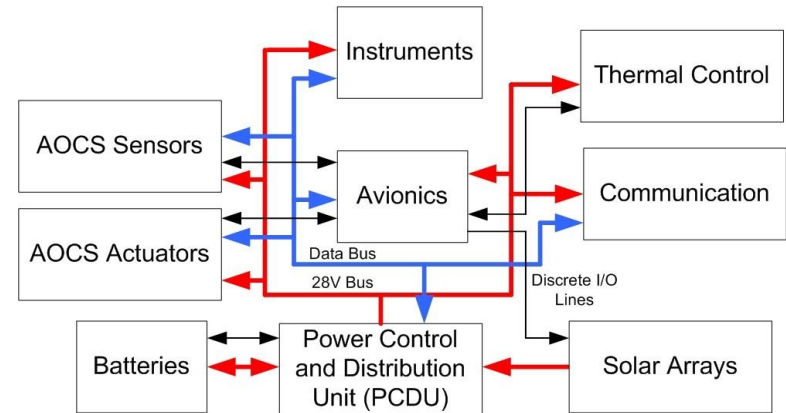 Instruments
Thermal Control
AOCS Sensors
Avionics
Communication
AOCS Actuators
Data Bus
28V Bus
Discrete I/O
Lines
Batteries
Power Control
and Distribution
Unit (PCDU)
Solar Arrays